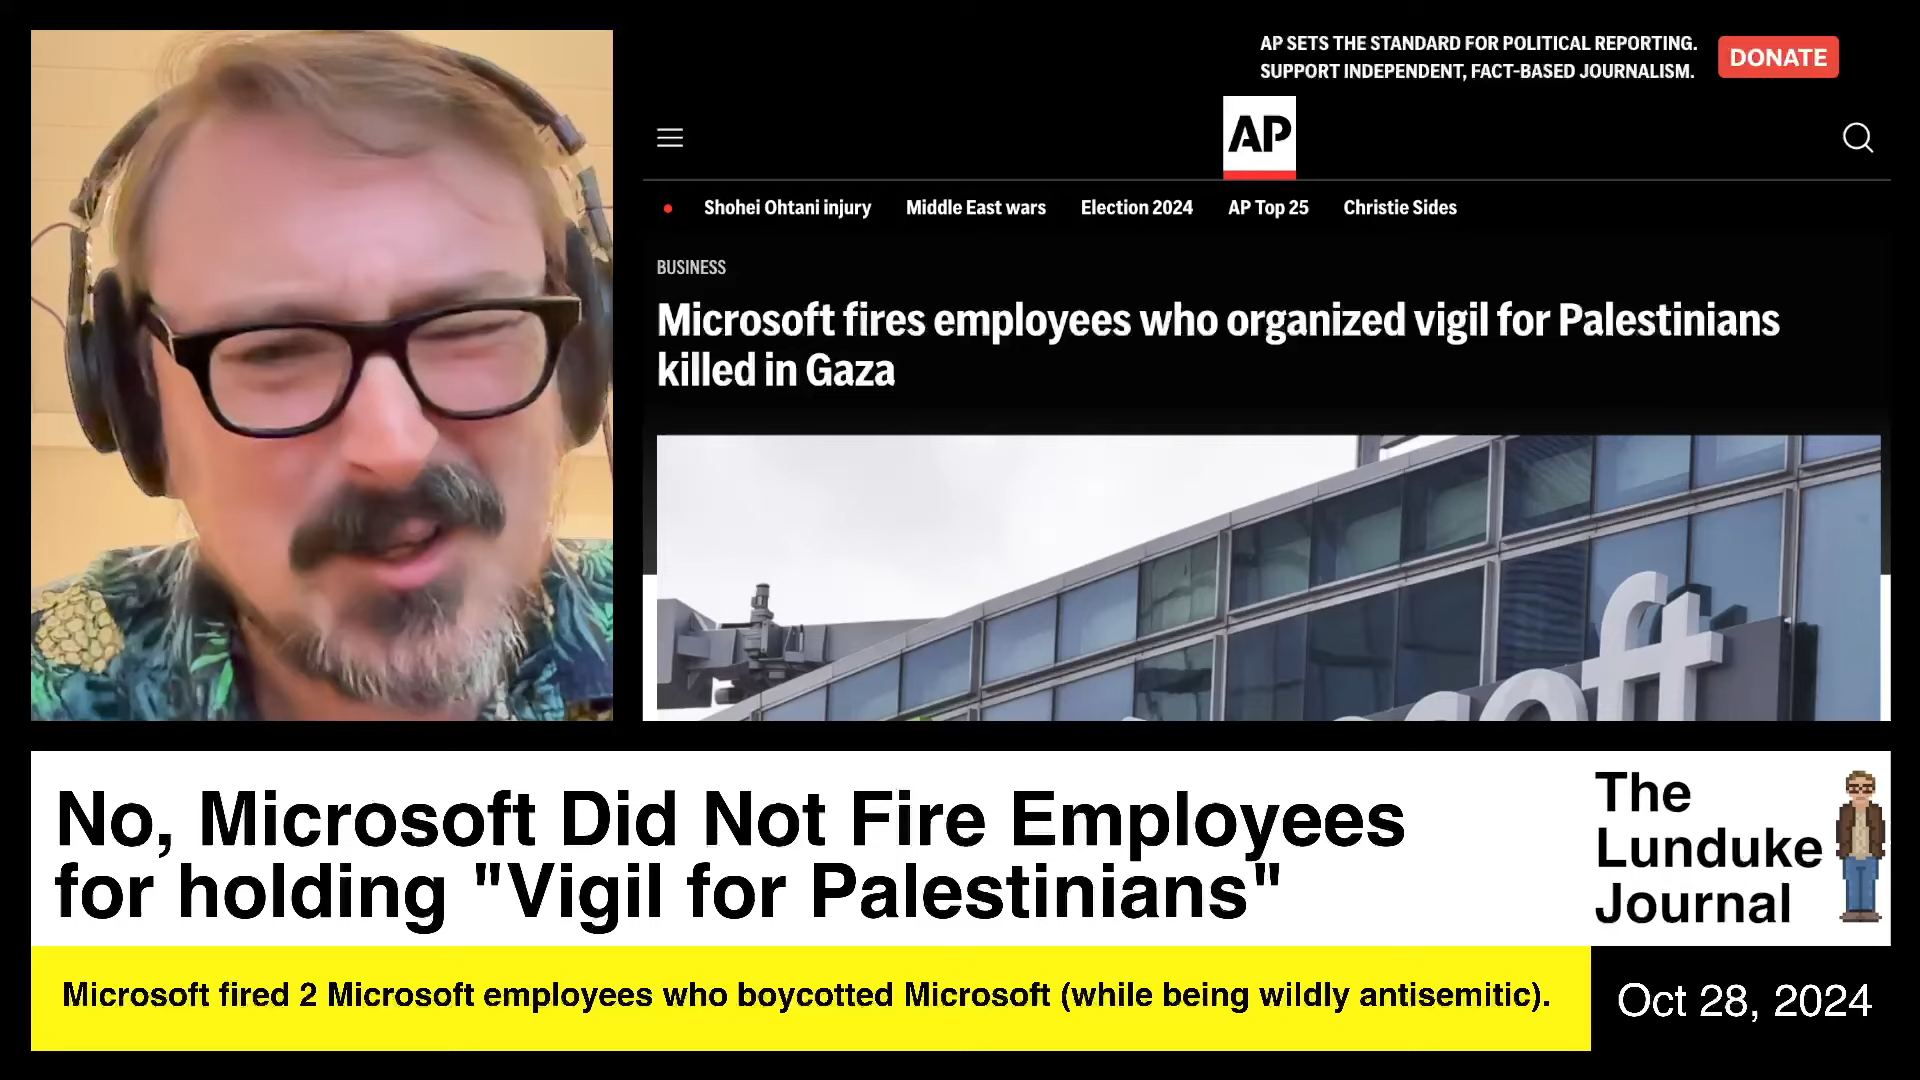 AP SETS THE STANDARD FOR POLITICAL REPORTING.
SUPPORT INDEPENDENT, FACT-BASED JOURNALISM.
DONATE
AP
Shohei Ohtani injury
Middle East wars
Election 2024
AP Top 25
Christie Sides
BUSINESS
Microsoft fires employees who organized vigil for Palestinians
killed in Gaza
soft
No, Microsoft Did Not Fire Employees
for holding "Vigil for Palestinians"
The
Lunduke
Journal
Microsoft fired 2 Microsoft employees who boycotted Microsoft (while being wildly antisemitic).
Oct 28, 2024